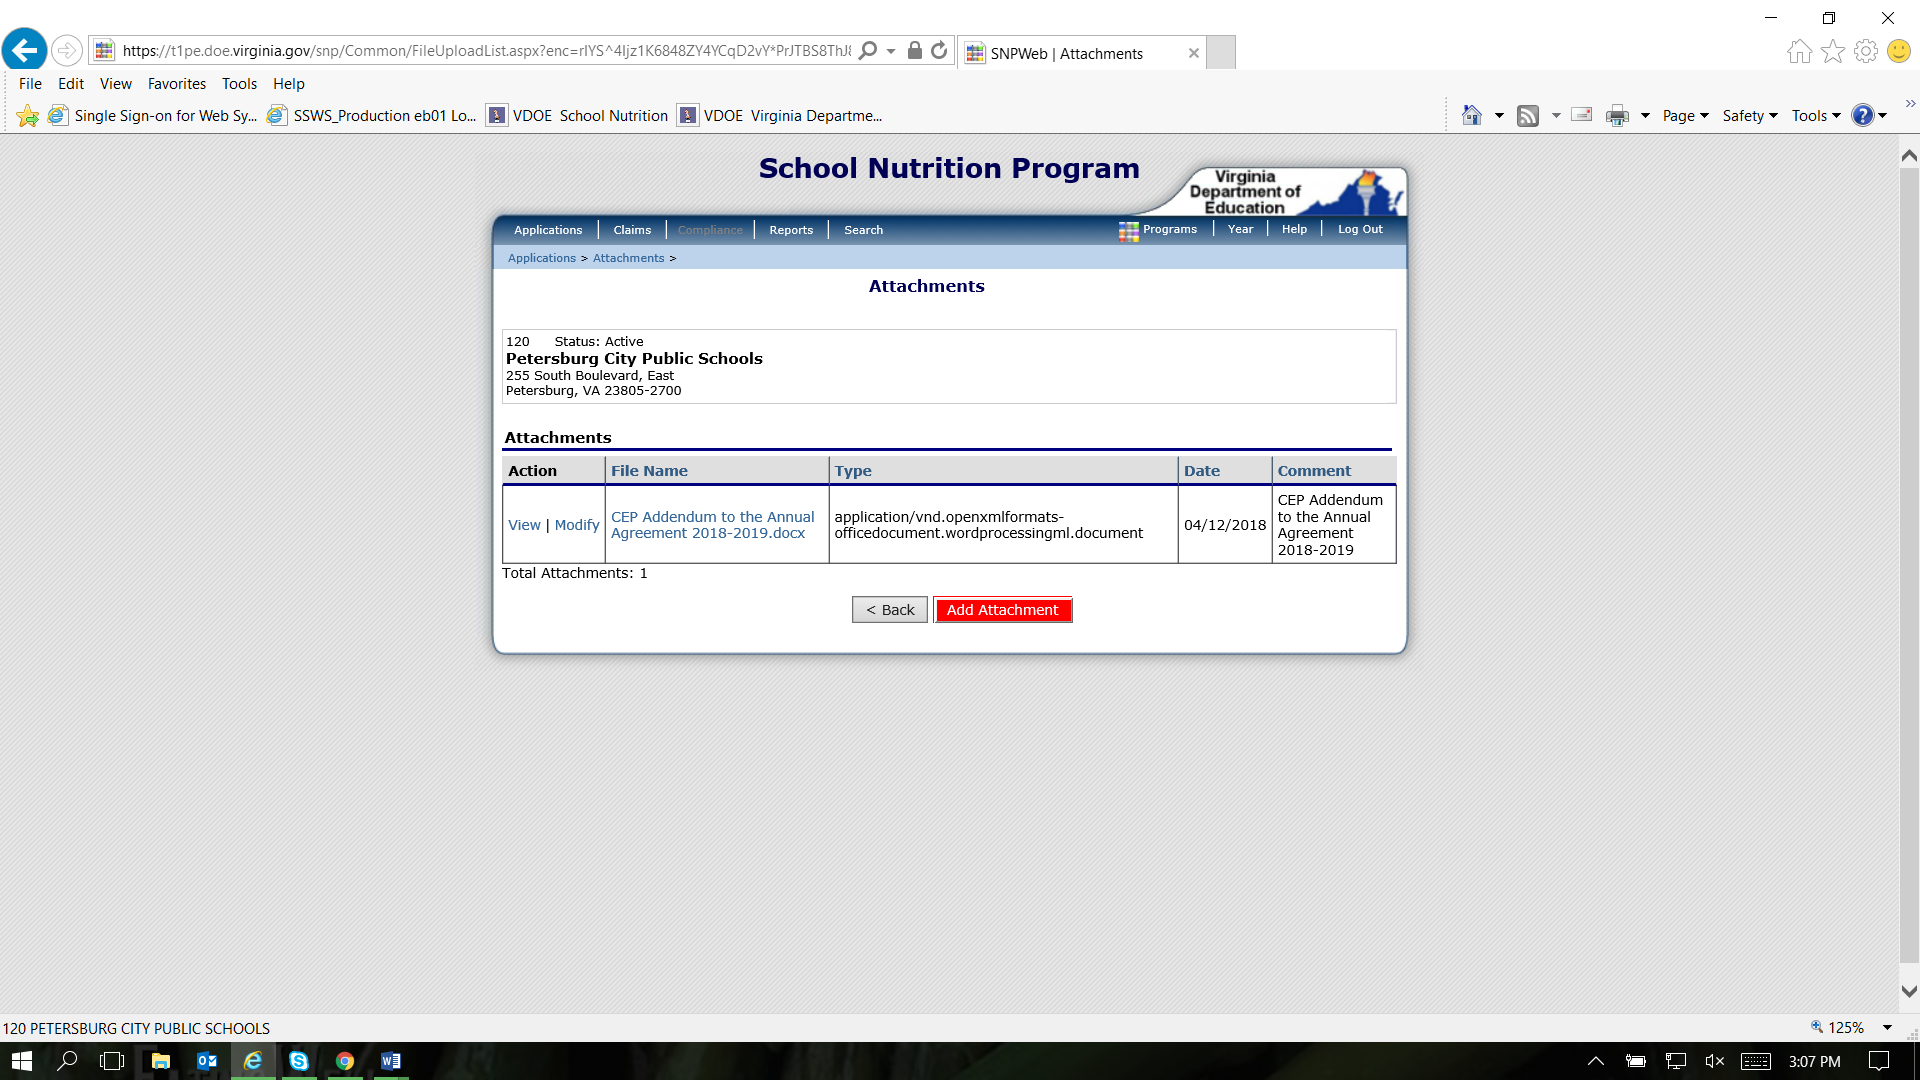 https://t1pe.doe.virginia.gov/snp/Common/FileUploadList.aspx?enc=
SNPWeb | Attachments
File Edit View Favorites Tools Help
Single Sign-on for Web Sy... SSWS_Production eb01 Lo... VDOE School Nutrition VDOE Virginia Departme...
Page Safety Tools
School Nutrition Program
Virginia
Department of
Education
Applications Claims Compliance Reports Search Programs Year Help Log Out
Applications > Attachments >
Attachments
120 Status: Active
Petersburg City Public Schools
255 South Boulevard, East
Petersburg, VA 23805-2700
Attachments
Action File Name Type Date Comment
View | Modify
CEP Addendum to the Annual
Agreement 2018-2019.docx
application/vnd.openxmlformats-
officedocument.wordprocessingml.document
04/12/2018
CEP Addendum
to the Annual
Agreement
2018-2019
Total Attachments: 1
< Back Add Attachment
120 PETERSBURG CITY PUBLIC SCHOOLS
125%
3:07 PM